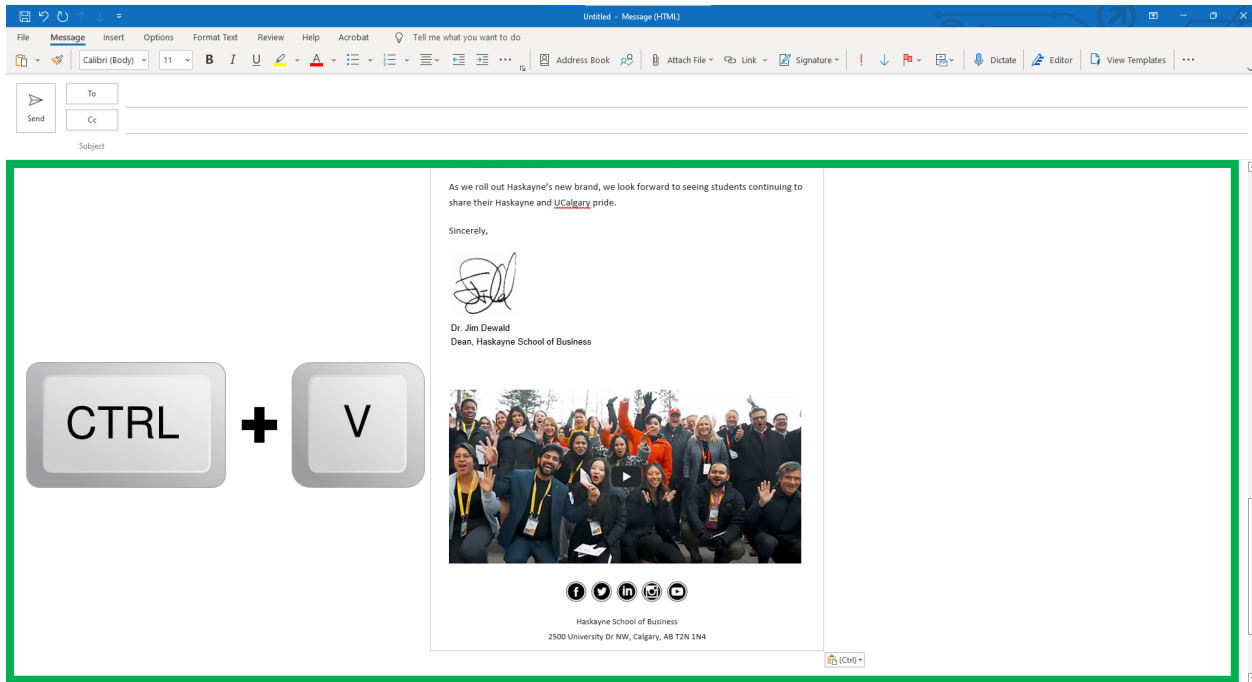 Untitled - Message (HTML)
File Message Insert Options Format Text Review Help Acrobat Tell me what you want to do
Calibri (Body) 11 B I U A Address Book Attach File Link Signature Dictate Editor View Templates
To
Send
Cc
Subject
As we roll out Haskayne's new brand, we look forward to seeing students continuing to
share their Haskayne and UCalgary pride.
Sincerely,
Dr. Jim Dewald
Dean, Haskayne School of Business
CTRL + V
Haskayne School of Business
2500 University Dr NW, Calgary, AB T2N 1N4
(Ctrl)